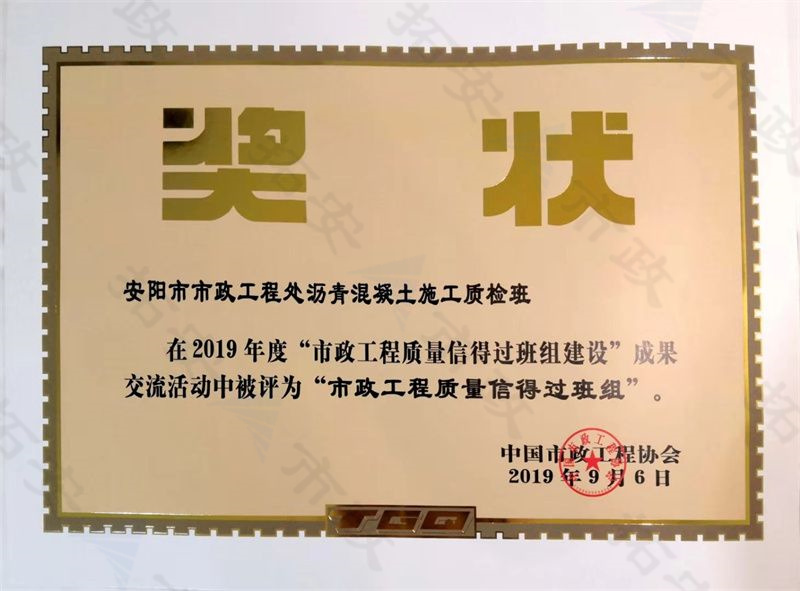 奖 状
安阳市市政工程处沥青混凝土施工质检班
在2019年度“市政工程质量信得过班组建设”成果
交流活动中被评为“市政工程质量信得过班组”。
中国市政工程协会
2019年9月6日
TGQ
拓安市政